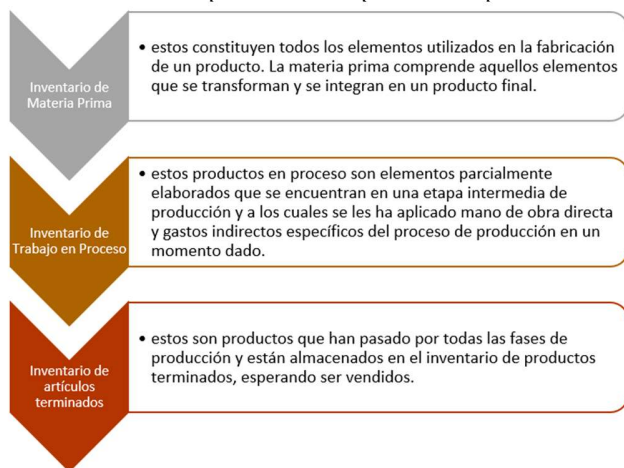 Inventario de
Materia Prima
• estos constituyen todos los elementos utilizados en la fabricación
de un producto. La materia prima comprende aquellos elementos
que se transforman y se integran en un producto final.
Inventario de
Trabajo en Proceso
• estos productos en proceso son elementos parcialmente
elaborados que se encuentran en una etapa intermedia de
producción y a los cuales se les ha aplicado mano de obra directa
y gastos indirectos específicos del proceso de producción en un
momento dado.
Inventario de
artículos
terminados
• estos son productos que han pasado por todas las fases de
producción y están almacenados en el inventario de productos
terminados, esperando ser vendidos.